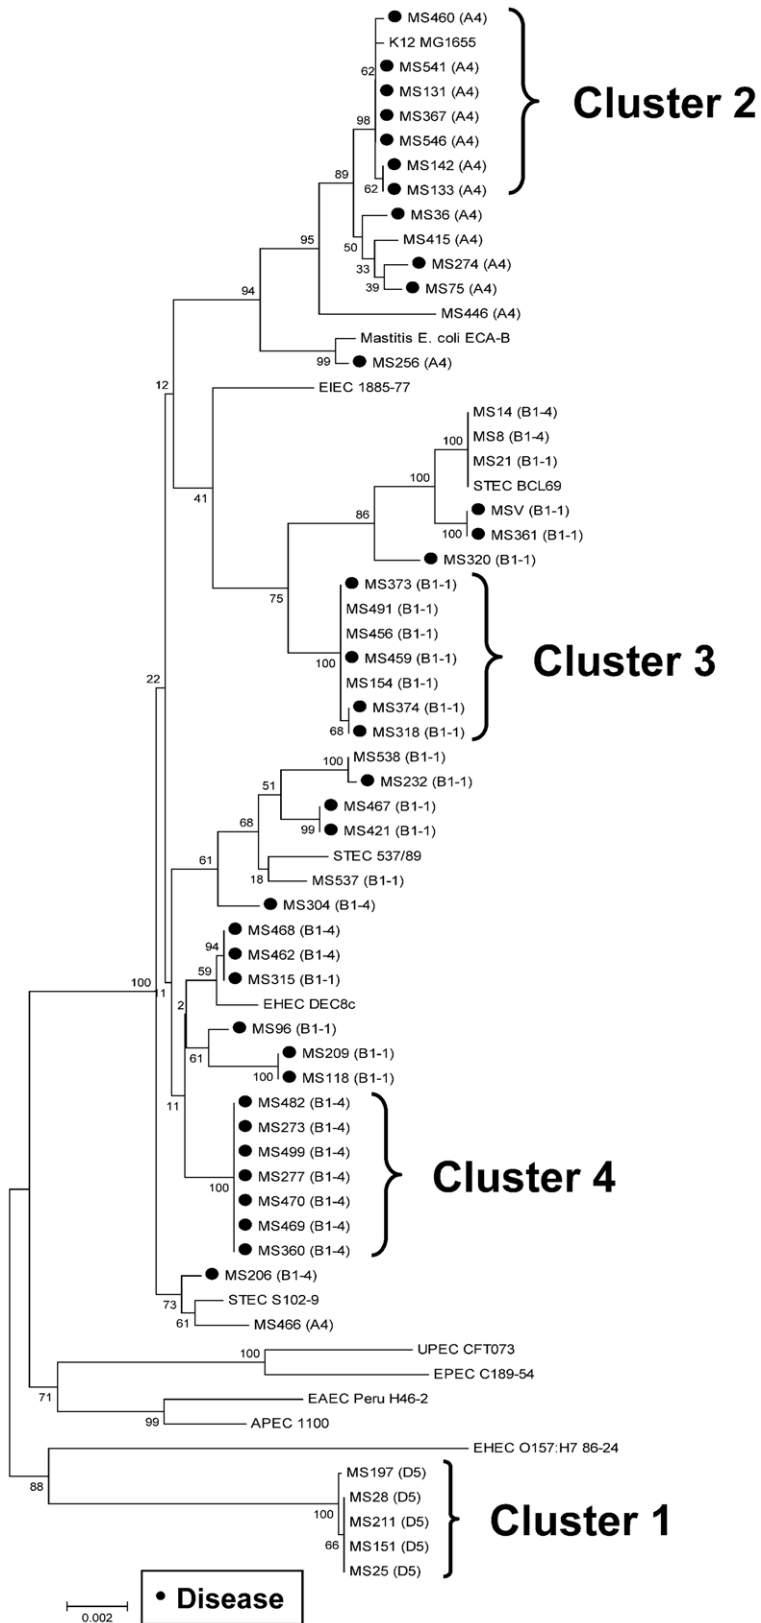 MS460 (A4)
K12 MG1655
62
MS541 (A4)
MS131 (A4)
Cluster 2
MS367 (A4)
98
MS546 (A4)
MS142 (A4)
89
62
MS133 (A4)
MS36 (A4)
95
50
MS415 (A4)
33
MS274 (A4)
39
MS75 (A4)
94
MS446 (A4)
Mastitis E. coli ECA-B
99
MS256 (A4)
12
EIEC 1885-77
MS14 (B1-4)
MS8 (B1-4)
100
MS21 (B1-1)
100
STEC BCL69
41
MSV (B1-1)
86
100
MS361 (B1-1)
MS320 (B1-1)
MS373 (B1-1)
75
MS491 (B1-1)
MS456 (B1-1)
100
MS459 (B1-1)
Cluster 3
22
MS154 (B1-1)
MS374 (B1-1)
68
MS318 (B1-1)
MS538 (B1-1)
100
MS232 (B1-1)
51
MS467 (B1-1)
68
99
MS421 (B1-1)
STEC 537/89
61
18
MS537 (B1-1)
MS304 (B1-4)
MS468 (B1-4)
94
MS462 (B1-4)
59
MS315 (B1-1)
100
11
2
EHEC DEC8c
MS96 (B1-1)
61
MS209 (B1-1)
100
MS118 (B1-1)
11
MS482 (B1-4)
MS273 (B1-4)
MS499 (B1-4)
100
MS277 (B1-4)
Cluster 4
MS470 (B1-4)
MS469 (B1-4)
MS360 (B1-4)
MS206 (B1-4)
73
STEC S102-9
61
MS466 (A4)
UPEC CFT073
100
EPEC C189-54
71
EAEC Peru H46-2
99
APEC 1100
EHEC O157:H7 86-24
88
MS197 (D5)
MS28 (D5)
100
MS211 (D5)
Cluster 1
66
MS151 (D5)
MS25 (D5)
0.002
• Disease